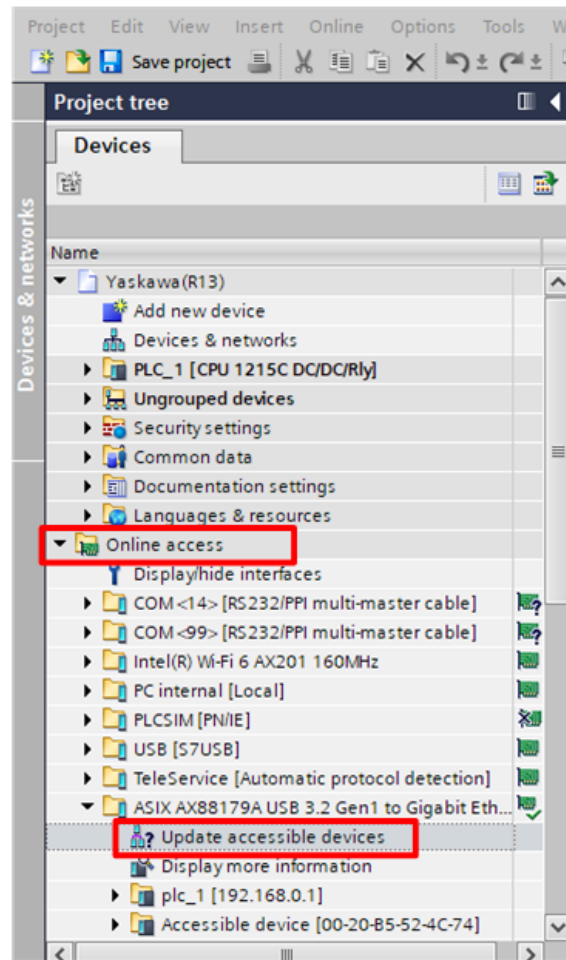 Project Edit View Insert Online Options Tools W
Save project
Project tree
Devices
Devices & networks
Name
Yaskawa(R13)
Add new device
Devices & networks
PLC_1 [CPU 1215C DC/DC/Rly]
Ungrouped devices
Security settings
Common data
Documentation settings
Languages & resources
Online access
Display/hide interfaces
COM <14> [RS232/PPI multi-master cable]
COM <99> [RS232/PPI multi-master cable]
Intel(R) Wi-Fi 6 AX201 160MHz
PC internal [Local]
PLCSIM [PN/IE]
USB [S7USB]
TeleService [Automatic protocol detection]
ASIX AX88179A USB 3.2 Gen1 to Gigabit Eth...
Update accessible devices
Display more information
plc_1 [192.168.0.1]
Accessible device [00-20-B5-52-4C-74]